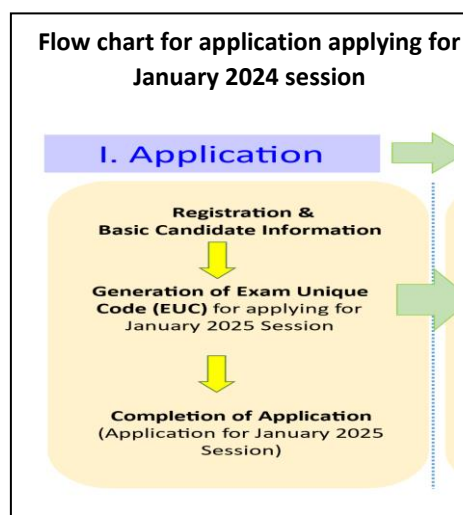 Flow chart for application applying for
January 2024 session
I. Application
Registration &
Basic Candidate Information
Generation of Exam Unique
Code (EUC) for applying for
January 2025 Session
Completion of Application
(Application for January 2025
Session)